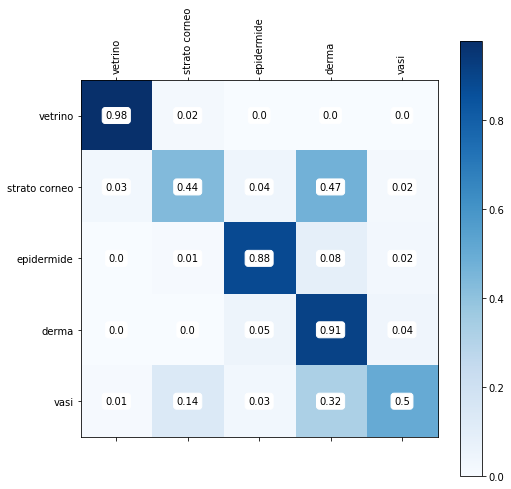 vetrino strato corneo epidermide derma vasi
vetrino 0.98 0.02 0.0 0.0 0.0
strato corneo 0.03 0.44 0.04 0.47 0.02
epidermide 0.0 0.01 0.88 0.08 0.02
derma 0.0 0.0 0.05 0.91 0.04
vasi 0.01 0.14 0.03 0.32 0.5
0.8
0.6
0.4
0.2
0.0